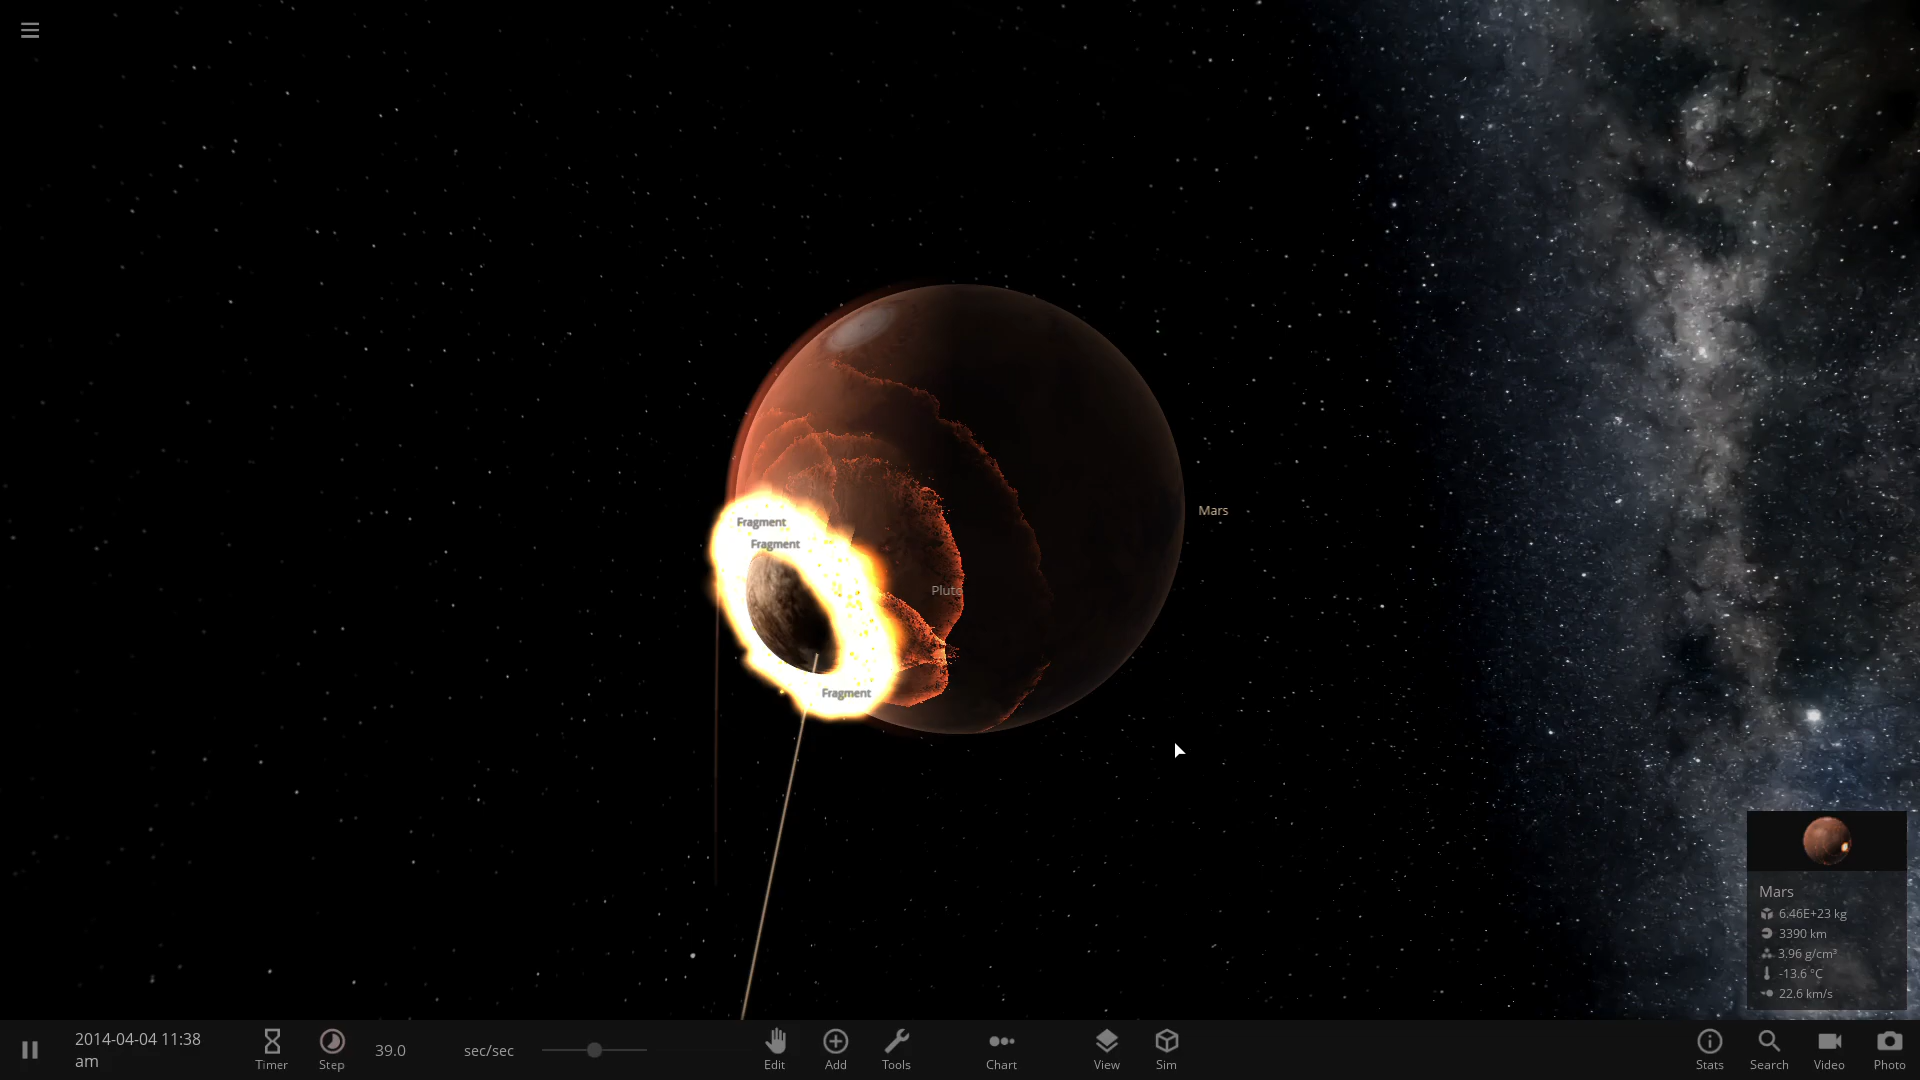 Fragment
Fragment
Mars
Pluto
Fragment
Mars
6.46E+23 kg
3390 km
3.96 g/cm³
-13.6 °C
22.6 km/s
2014-04-04 11:38
am
Timer
Step
39.0
sec/sec
Edit
Add
Tools
Chart
View
Sim
Stats
Search
Video
Photo